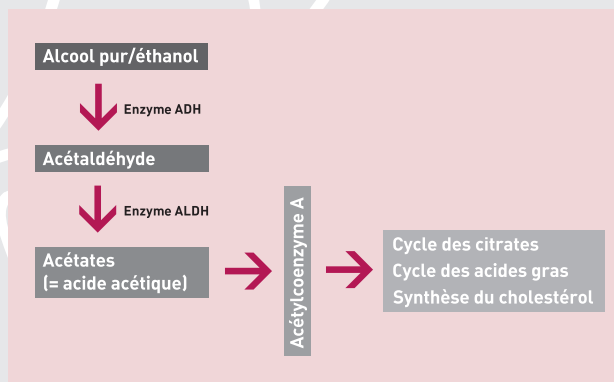 Alcool pur/éthanol
Enzyme ADH
Acétaldéhyde
Enzyme ALDH
Acétates
(= acide acétique)
Acétylcoenzyme A
Cycle des citrates
Cycle des acides gras
Synthèse du cholestérol